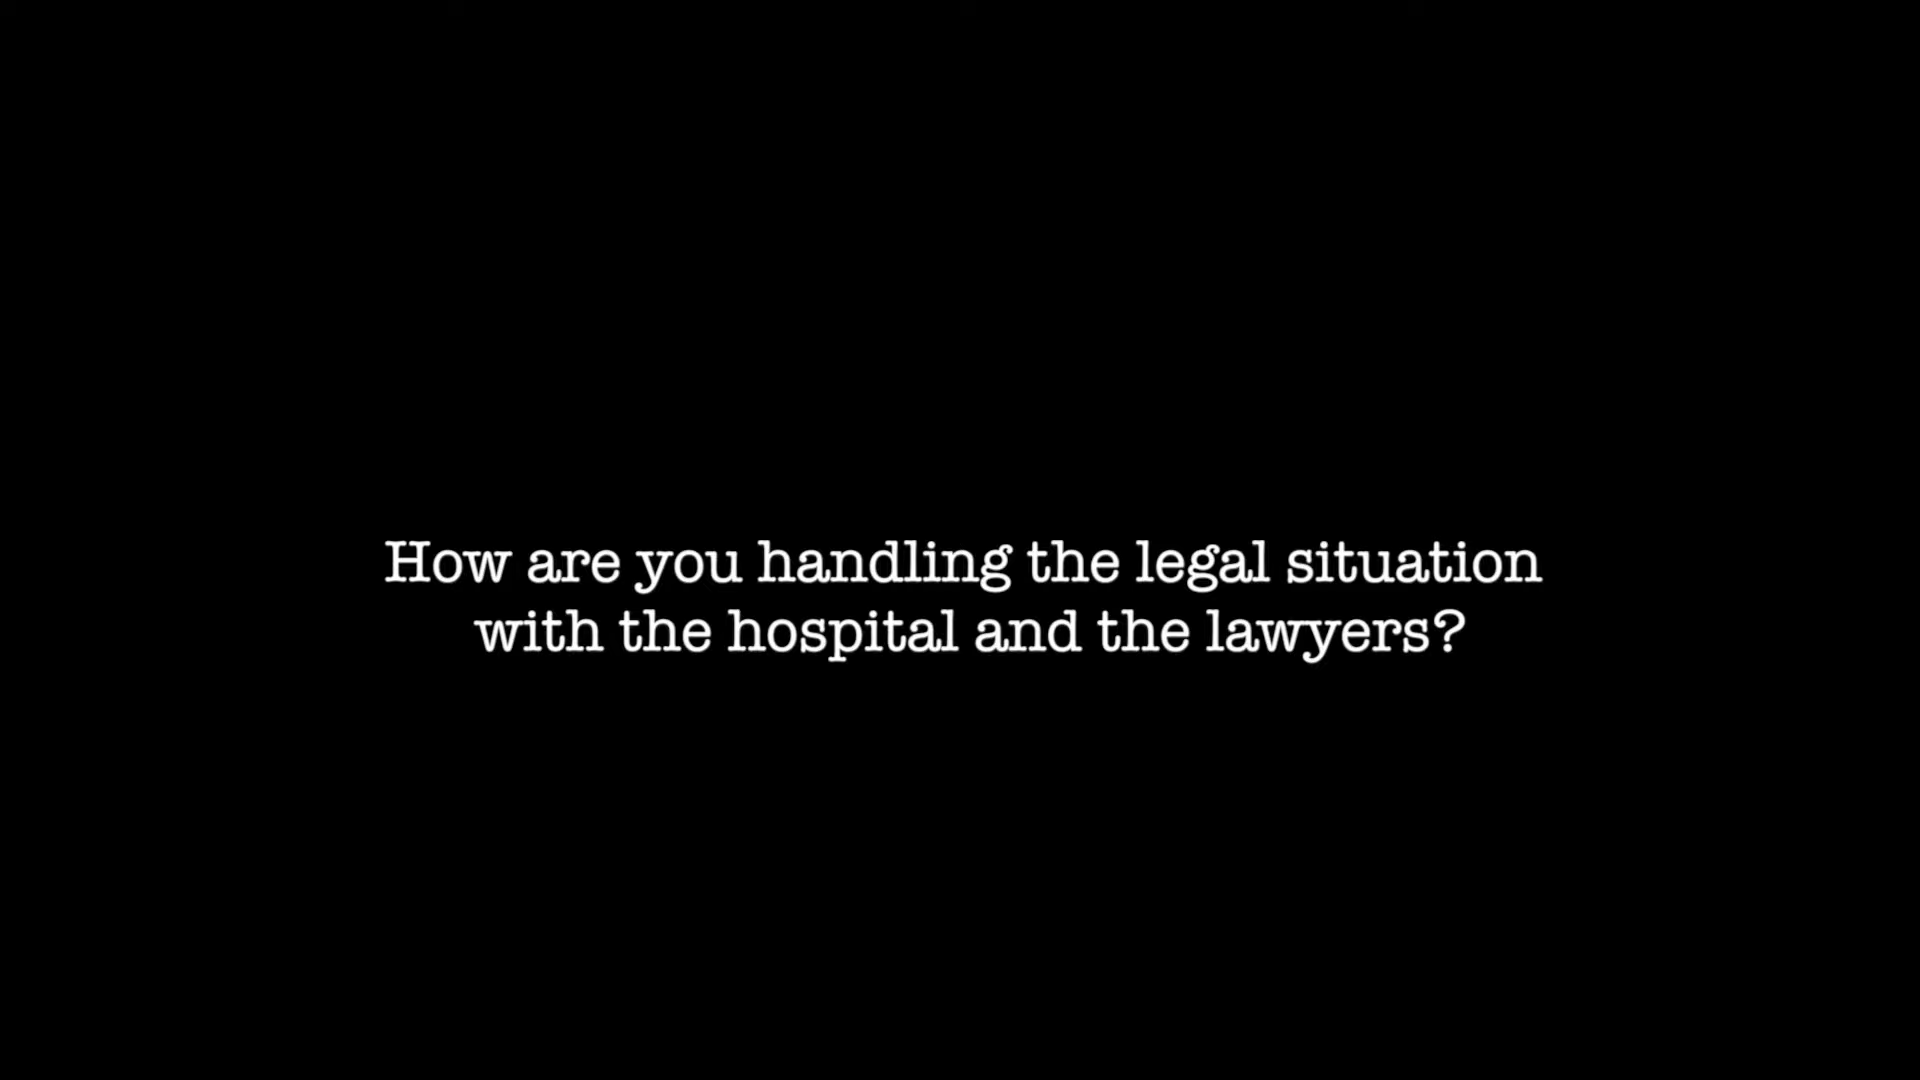 How are you handling the legal situation
with the hospital and the lawyers?